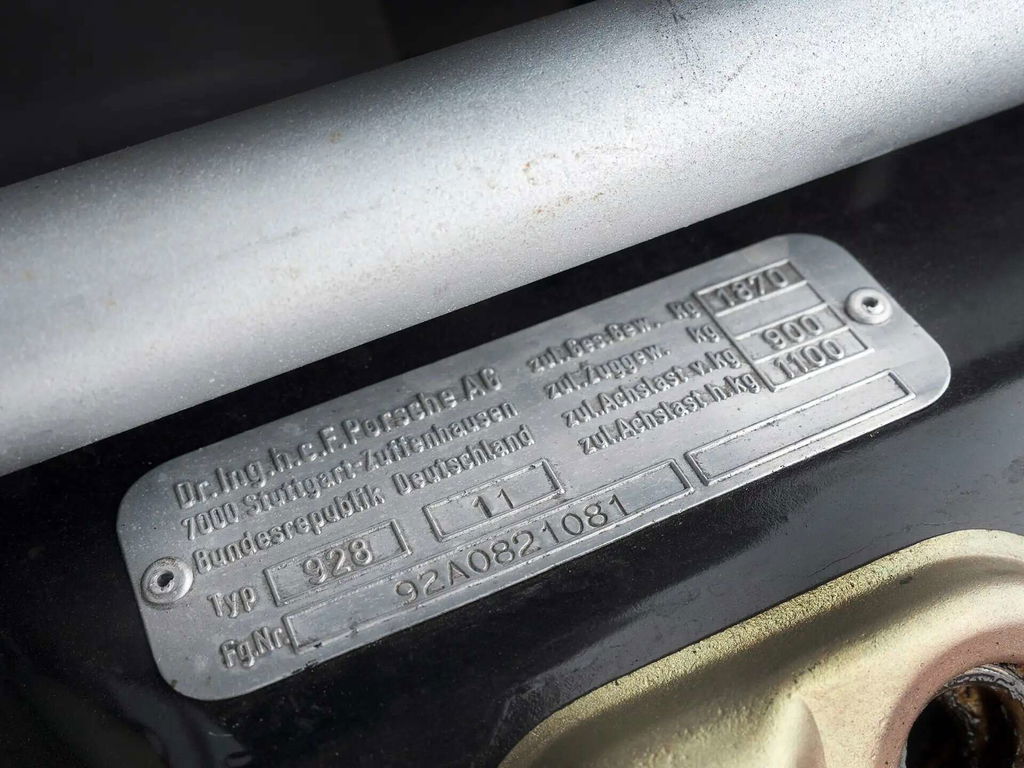 Dr.Ing.h.c.F.Porsche AG
7000 Stuttgart-Zuffenhausen
Bundesrepublik Deutschland
zul.Ges.Gew. kg 1820
zul.Zuggew. kg
zul.Achslast v.kg 900
zul.Achslast h.kg 1100
Typ 928 11
Fg.Nr. 92A0821081